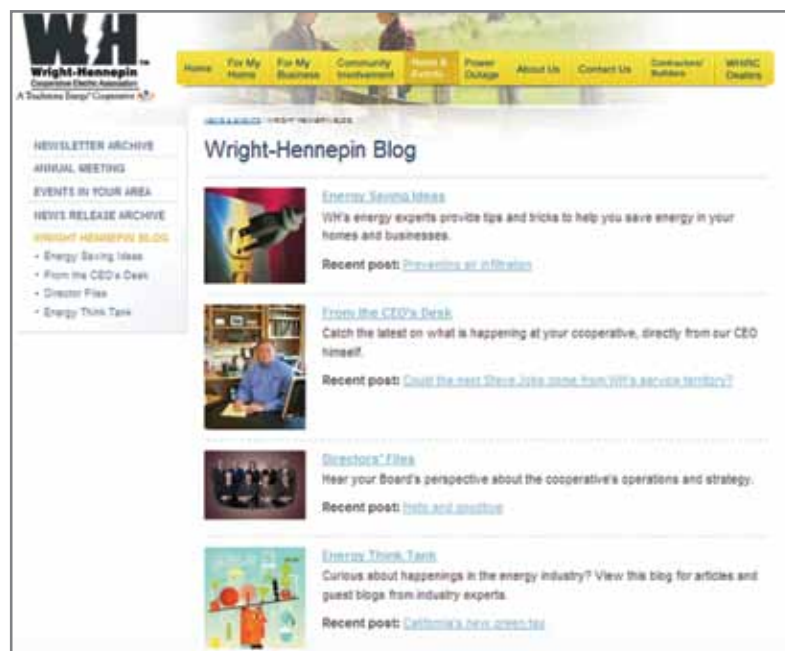 WH
Wright-Hennepin
Cooperative Electric Association
A Touchstone Energy® Cooperative
Home
For My Home
For My Business
Community Involvement
News & Events
Power Outage
About Us
Contact Us
Contractors/ Builders
WHIRC Dealers
NEWSLETTER ARCHIVE
ANNUAL MEETING
EVENTS IN YOUR AREA
NEWS RELEASE ARCHIVE
WRIGHT HENNEPIN BLOG
• Energy Saving Ideas
• From the CEO's Desk
• Director Files
• Energy Think Tank
Wright-Hennepin Blog
Energy Saving Ideas
WH's energy experts provide tips and tricks to help you save energy in your
homes and businesses.
Recent post: Preventing air infiltration
From the CEO's Desk
Catch the latest on what is happening at your cooperative, directly from our CEO
himself.
Recent post: Could the next Steve Jobs come from WH's service territory?
Directors' Files
Hear your Board's perspective about the cooperative's operations and strategy.
Recent post: Hello and goodbye
Energy Think Tank
Curious about happenings in the energy industry? View this blog for articles and
guest blogs from industry experts.
Recent post: California's new green tax